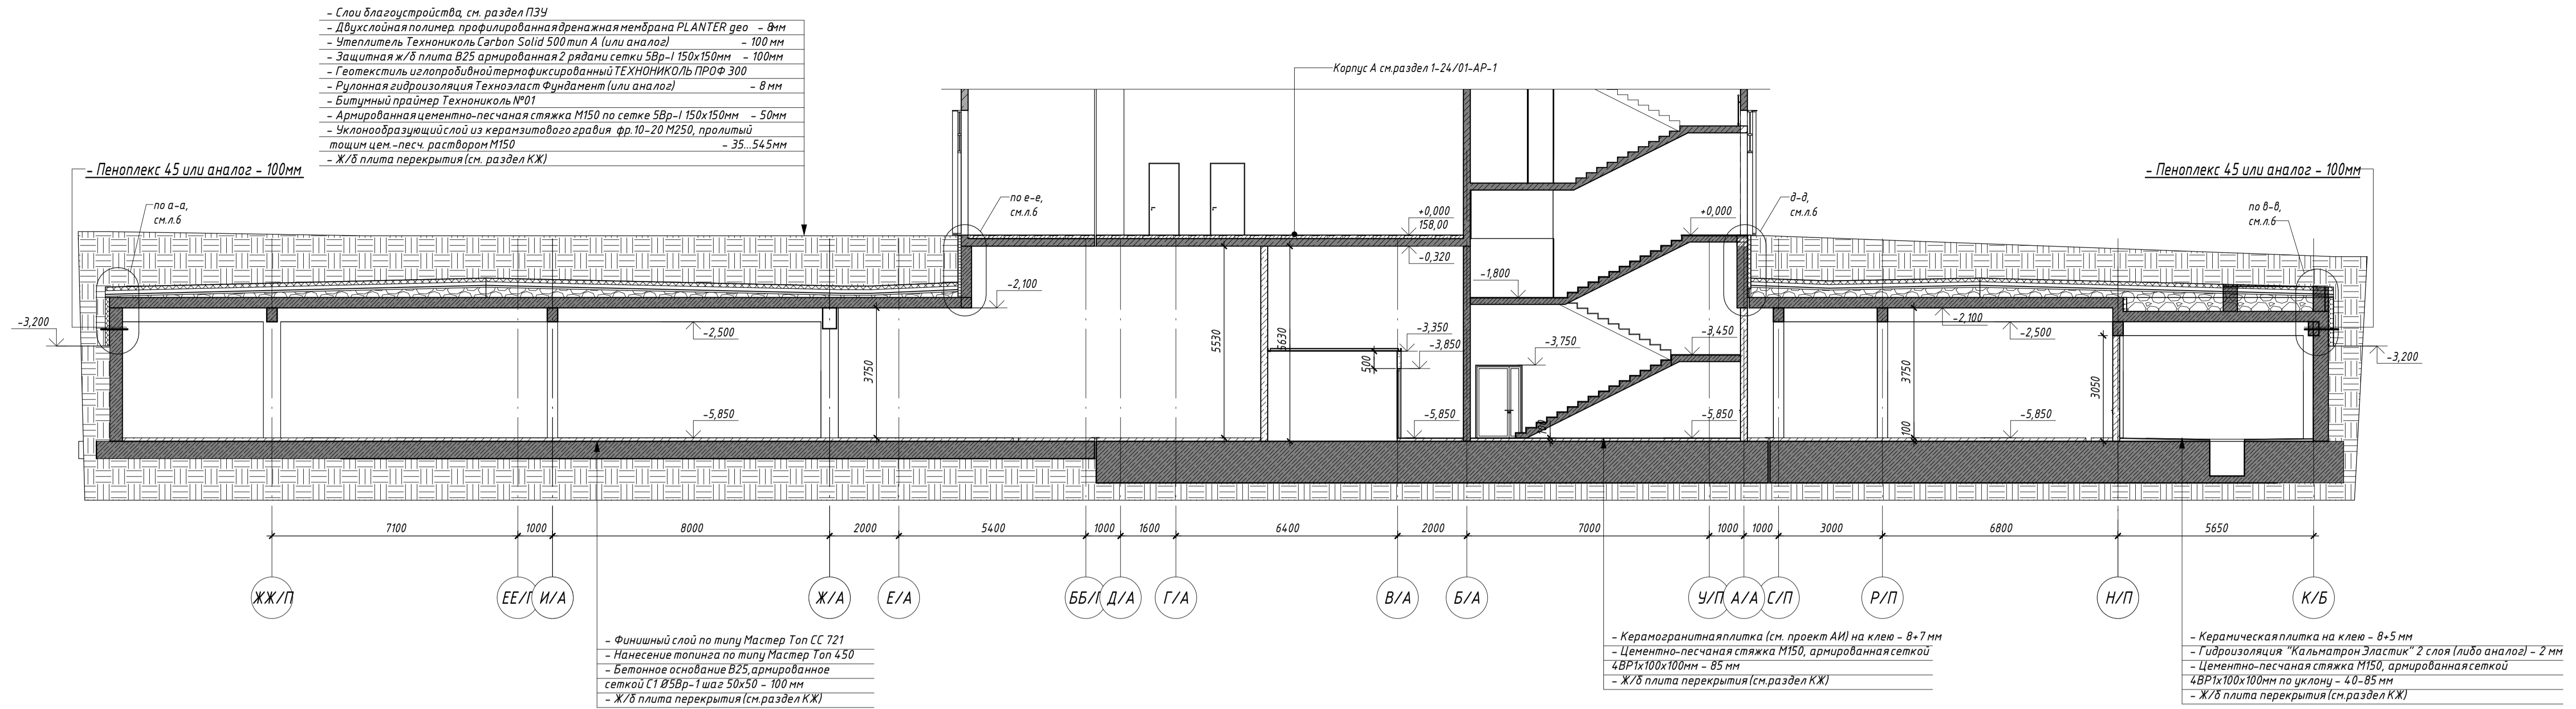 - Слои благоустройства, см. раздел ПЗУ
- Двухслойная полимер. профилированная дренажная мембрана PLANTER geo - 8мм
- Утеплитель Технониколь Carbon Solid 500 тип А (или аналог) - 100 мм
- Защитная ж/б плита В25 армированная 2 рядами сетки 5Вр-I 150х150мм - 100мм
- Геотекстиль иглопробивной термофиксированный ТЕХНОНИКОЛЬ ПРОФ 300
- Рулонная гидроизоляция Техноэласт Фундамент (или аналог) - 8 мм
- Битумный праймер Технониколь №01
- Армированная цементно-песчаная стяжка М150 по сетке 5Вр-I 150х150мм - 50мм
- Уклонообразующий слой из керамзитового гравия фр.10-20 М250, пролитый
тощим цем.-песч. раствором М150 - 35...545мм
- Ж/б плита перекрытия (см. раздел КЖ)
Корпус А см.раздел 1-24/01-АР-1
- Пеноплекс 45 или аналог - 100мм
- Пеноплекс 45 или аналог - 100мм
по а-а,
см.л.6
по е-е,
см.л.6
д-д,
см.л.6
по в-в,
см.л.6
+0,000
158,00
-0,320
+0,000
-1,800
-2,100
-2,100
-3,200
-2,500
-3,350
-3,850
-3,750
-3,450
-2,500
-3,200
3750
5530
5630
500
3750
3050
100
-5,850
-5,850
-5,850
-5,850
7100
1000
8000
2000
5400
1000
1600
6400
2000
7000
1000
1000
3000
6800
5650
ЖЖ/П
ЕЕ/П
И/А
Ж/А
Е/А
ББ/П
Д/А
Г/А
В/А
Б/А
У/П
А/А
С/П
Р/П
Н/П
К/Б
- Финишный слой по типу Мастер Топ СС 721
- Нанесение топинга по типу Мастер Топ 450
- Бетонное основание В25,армированное
сеткой С1 Ø5Вр-1 шаг 50х50 - 100 мм
- Ж/б плита перекрытия (см.раздел КЖ)
- Керамогранитная плитка (см. проект АИ) на клею - 8+7 мм
- Цементно-песчаная стяжка М150, армированная сеткой
4ВР1х100х100мм - 85 мм
- Ж/б плита перекрытия (см.раздел КЖ)
- Керамическая плитка на клею - 8+5 мм
- Гидроизоляция "Кальматрон Эластик" 2 слоя (либо аналог) - 2 мм
- Цементно-песчаная стяжка М150, армированная сеткой
4ВР1х100х100мм по уклону - 40-85 мм
- Ж/б плита перекрытия (см.раздел КЖ)